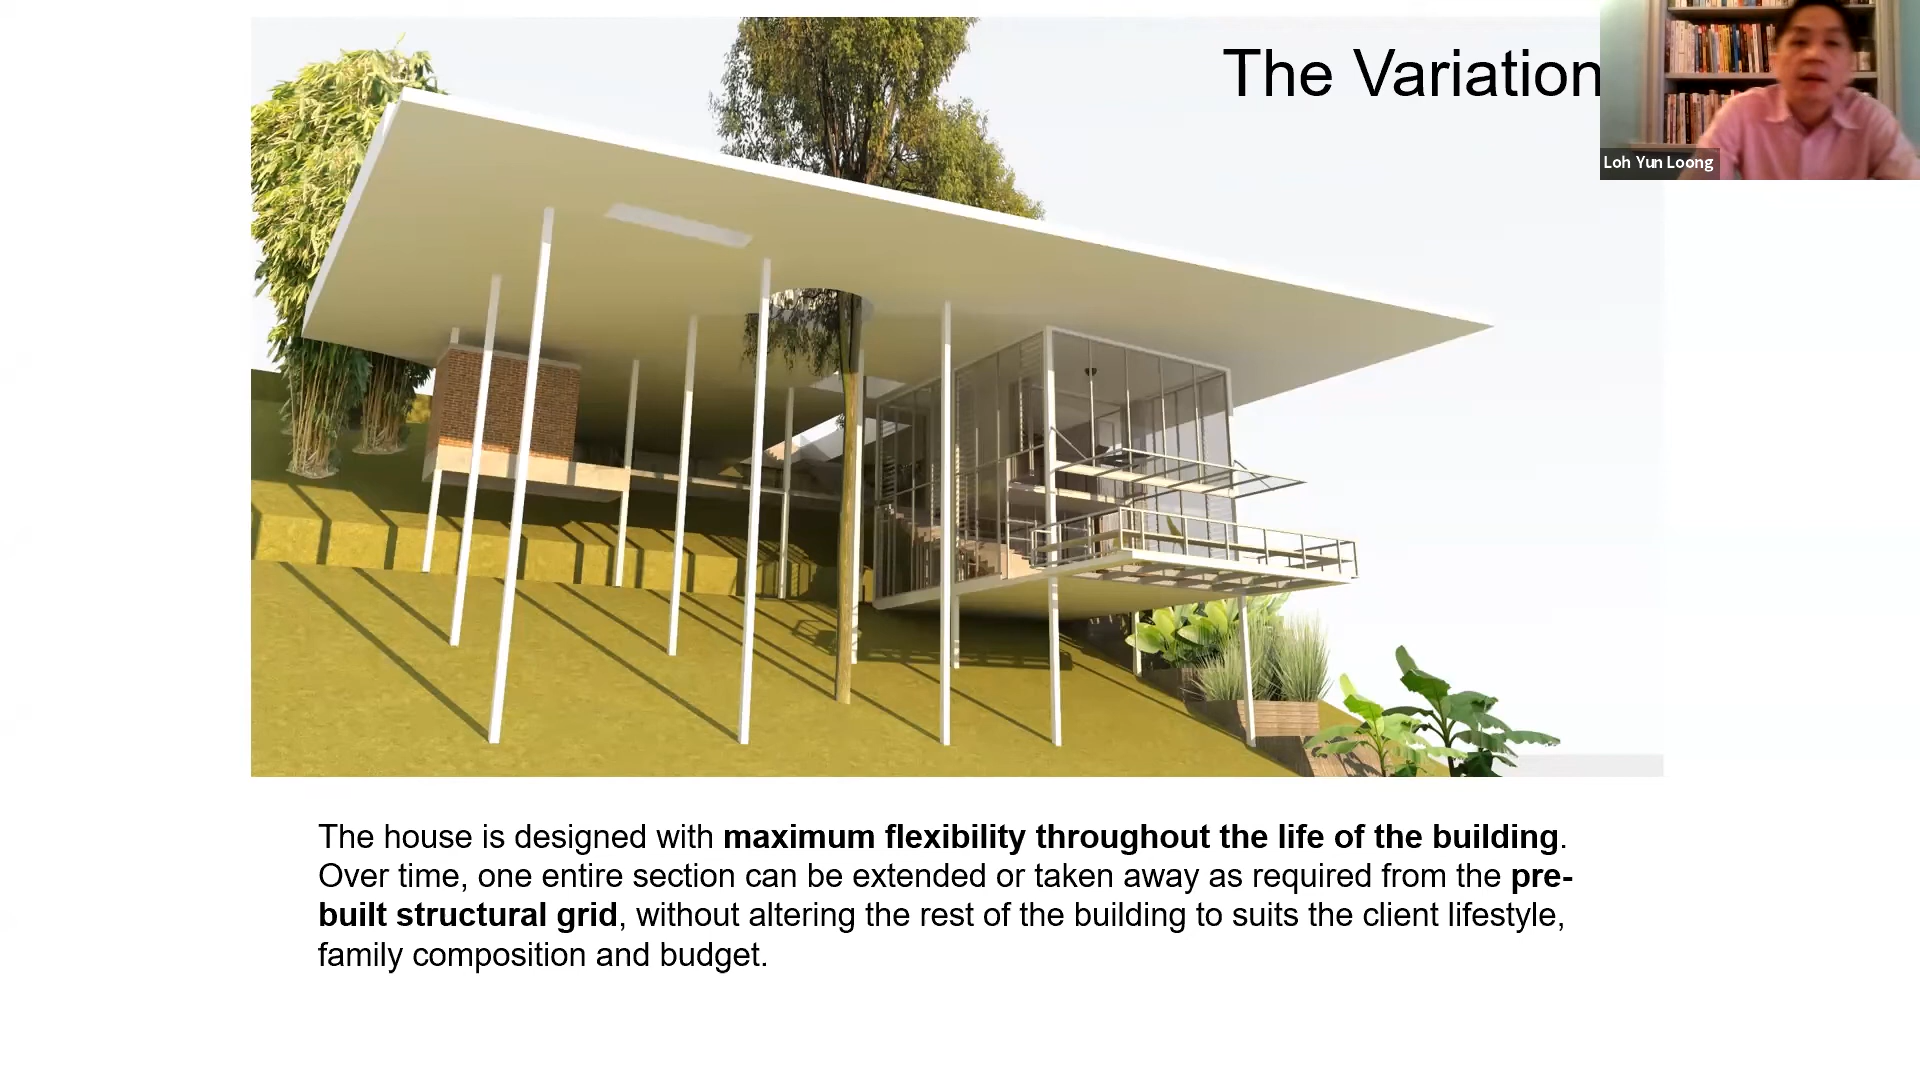 The Variation
Loh Yun Loong
The house is designed with maximum flexibility throughout the life of the building.
Over time, one entire section can be extended or taken away as required from the pre-
built structural grid, without altering the rest of the building to suits the client lifestyle,
family composition and budget.